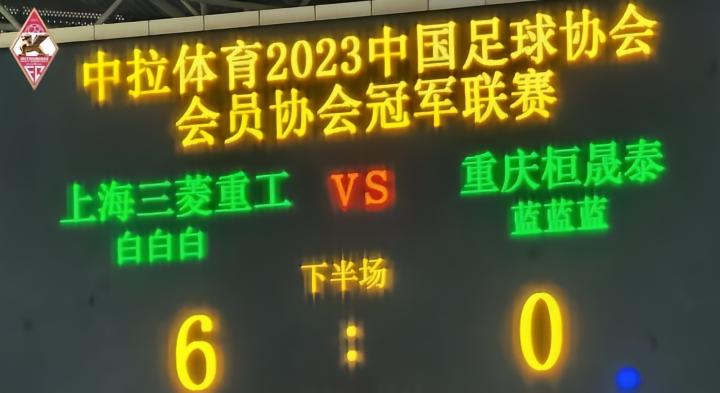 中拉体育2023中国足球协会
会员协会冠军联赛
上海三菱重工 VS 重庆桓晟泰
白白白 蓝蓝蓝
下半场
6 : 0